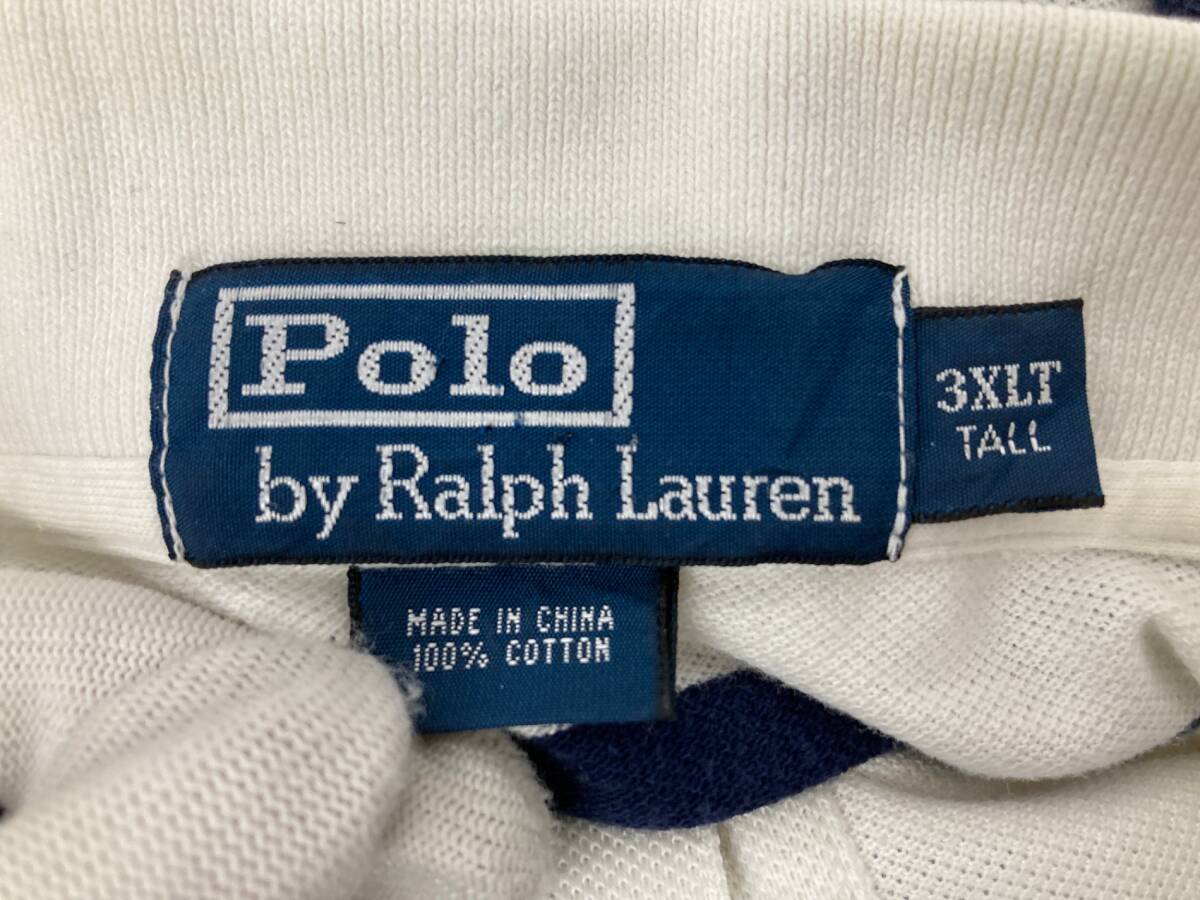 Polo
by Ralph Lauren
3XLT
TALL
MADE IN CHINA
100% COTTON